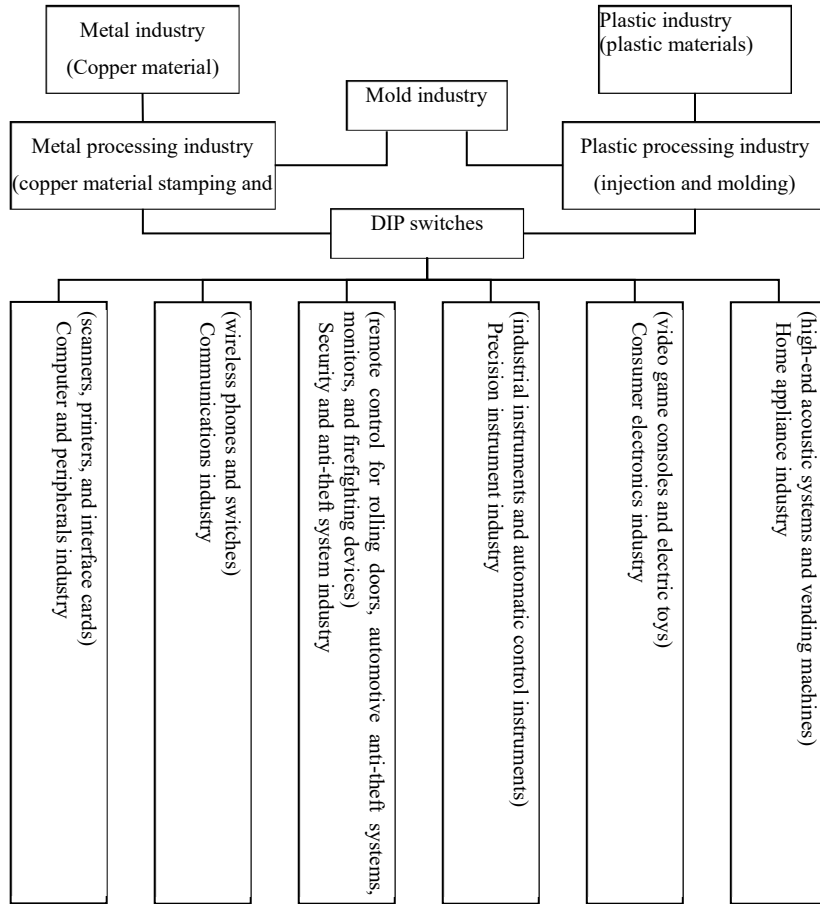 Metal industry
(Copper material)
Plastic industry
(plastic materials)
Mold industry
Metal processing industry
(copper material stamping and
Plastic processing industry
(injection and molding)
DIP switches
(scanners, printers, and interface cards)
Computer and peripherals industry
(wireless phones and switches)
Communications industry
(remote control for rolling doors, automotive anti-theft systems,
monitors, and firefighting devices)
Security and anti-theft system industry
(industrial instruments and automatic control instruments)
Precision instrument industry
(video game consoles and electric toys)
Consumer electronics industry
(high-end acoustic systems and vending machines)
Home appliance industry